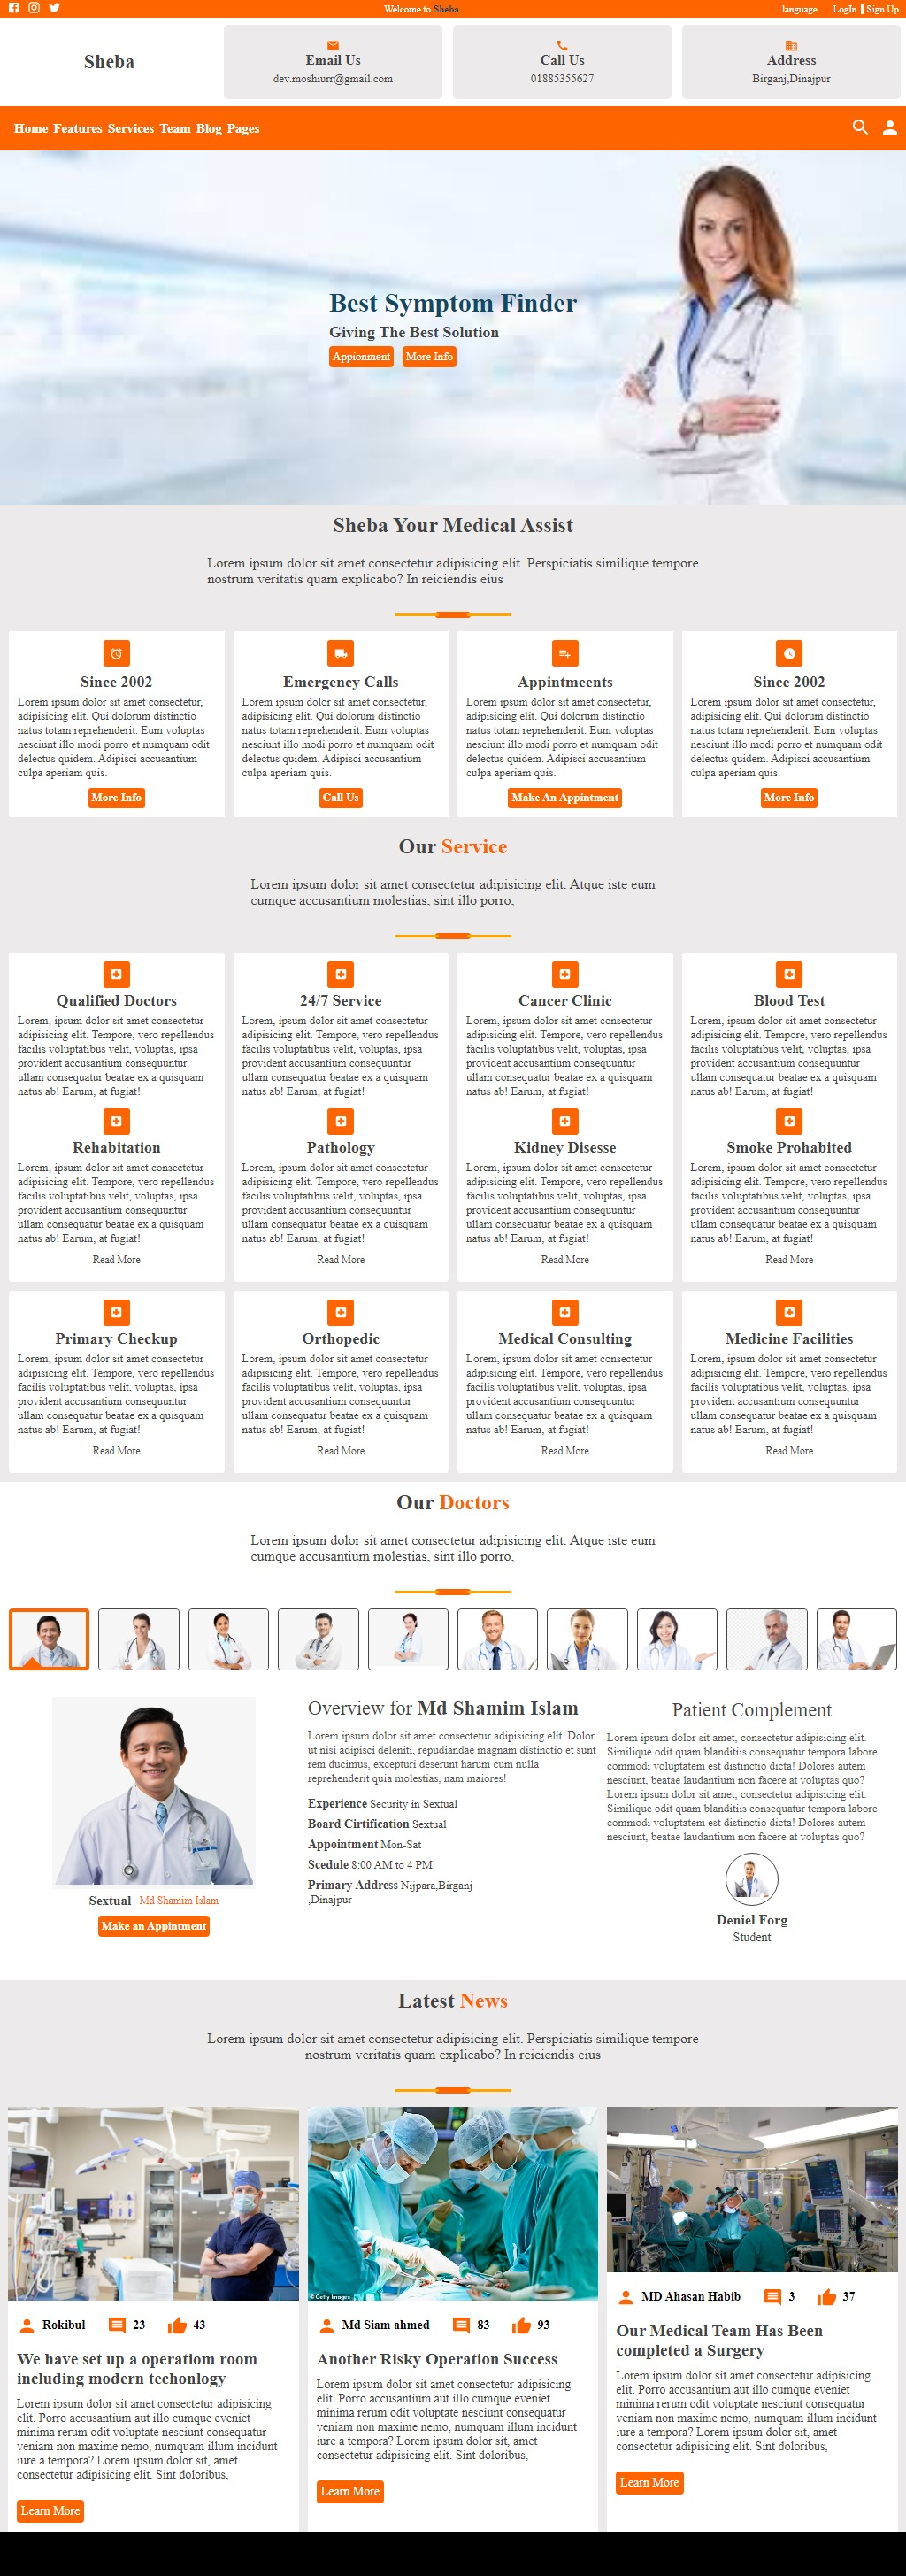 Welcome to Sheba
language LogIn Sign Up
Sheba
Email Us
dev.moshiurr@gmail.com
Call Us
01885355627
Address
Birganj,Dinajpur
Home Features Services Team Blog Pages
Best Symptom Finder
Giving The Best Solution
Appionment More Info
Sheba Your Medical Assist
Lorem ipsum dolor sit amet consectetur adipisicing elit. Perspiciatis similique tempore
nostrum veritatis quam explicabo? In reiciendis eius
Since 2002
Lorem ipsum dolor sit amet consectetur,
adipisicing elit. Qui dolorum distinctio
natus totam reprehenderit. Eum voluptas
nesciunt illo modi porro et numquam odit
delectus quidem. Adipisci accusantium
culpa aperiam quis.
More Info
Emergency Calls
Lorem ipsum dolor sit amet consectetur,
adipisicing elit. Qui dolorum distinctio
natus totam reprehenderit. Eum voluptas
nesciunt illo modi porro et numquam odit
delectus quidem. Adipisci accusantium
culpa aperiam quis.
Call Us
Appintmeents
Lorem ipsum dolor sit amet consectetur,
adipisicing elit. Qui dolorum distinctio
natus totam reprehenderit. Eum voluptas
nesciunt illo modi porro et numquam odit
delectus quidem. Adipisci accusantium
culpa aperiam quis.
Make An Appintment
Since 2002
Lorem ipsum dolor sit amet consectetur,
adipisicing elit. Qui dolorum distinctio
natus totam reprehenderit. Eum voluptas
nesciunt illo modi porro et numquam odit
delectus quidem. Adipisci accusantium
culpa aperiam quis.
More Info
Our Service
Lorem ipsum dolor sit amet consectetur adipisicing elit. Atque iste eum
cumque accusantium molestias, sint illo porro,
Qualified Doctors
Lorem, ipsum dolor sit amet consectetur
adipisicing elit. Tempore, vero repellendus
facilis voluptatibus velit, voluptas, ipsa
provident accusantium consequuntur
ullam consequatur beatae ex a quisquam
natus ab! Earum, at fugiat!
Rehabitation
Lorem, ipsum dolor sit amet consectetur
adipisicing elit. Tempore, vero repellendus
facilis voluptatibus velit, voluptas, ipsa
provident accusantium consequuntur
ullam consequatur beatae ex a quisquam
natus ab! Earum, at fugiat!
Read More
24/7 Service
Lorem, ipsum dolor sit amet consectetur
adipisicing elit. Tempore, vero repellendus
facilis voluptatibus velit, voluptas, ipsa
provident accusantium consequuntur
ullam consequatur beatae ex a quisquam
natus ab! Earum, at fugiat!
Pathology
Lorem, ipsum dolor sit amet consectetur
adipisicing elit. Tempore, vero repellendus
facilis voluptatibus velit, voluptas, ipsa
provident accusantium consequuntur
ullam consequatur beatae ex a quisquam
natus ab! Earum, at fugiat!
Read More
Cancer Clinic
Lorem, ipsum dolor sit amet consectetur
adipisicing elit. Tempore, vero repellendus
facilis voluptatibus velit, voluptas, ipsa
provident accusantium consequuntur
ullam consequatur beatae ex a quisquam
natus ab! Earum, at fugiat!
Kidney Disesse
Lorem, ipsum dolor sit amet consectetur
adipisicing elit. Tempore, vero repellendus
facilis voluptatibus velit, voluptas, ipsa
provident accusantium consequuntur
ullam consequatur beatae ex a quisquam
natus ab! Earum, at fugiat!
Read More
Blood Test
Lorem, ipsum dolor sit amet consectetur
adipisicing elit. Tempore, vero repellendus
facilis voluptatibus velit, voluptas, ipsa
provident accusantium consequuntur
ullam consequatur beatae ex a quisquam
natus ab! Earum, at fugiat!
Smoke Prohabited
Lorem, ipsum dolor sit amet consectetur
adipisicing elit. Tempore, vero repellendus
facilis voluptatibus velit, voluptas, ipsa
provident accusantium consequuntur
ullam consequatur beatae ex a quisquam
natus ab! Earum, at fugiat!
Read More
Primary Checkup
Lorem, ipsum dolor sit amet consectetur
adipisicing elit. Tempore, vero repellendus
facilis voluptatibus velit, voluptas, ipsa
provident accusantium consequuntur
ullam consequatur beatae ex a quisquam
natus ab! Earum, at fugiat!
Read More
Orthopedic
Lorem, ipsum dolor sit amet consectetur
adipisicing elit. Tempore, vero repellendus
facilis voluptatibus velit, voluptas, ipsa
provident accusantium consequuntur
ullam consequatur beatae ex a quisquam
natus ab! Earum, at fugiat!
Read More
Medical Consulting
Lorem, ipsum dolor sit amet consectetur
adipisicing elit. Tempore, vero repellendus
facilis voluptatibus velit, voluptas, ipsa
provident accusantium consequuntur
ullam consequatur beatae ex a quisquam
natus ab! Earum, at fugiat!
Read More
Medicine Facilities
Lorem, ipsum dolor sit amet consectetur
adipisicing elit. Tempore, vero repellendus
facilis voluptatibus velit, voluptas, ipsa
provident accusantium consequuntur
ullam consequatur beatae ex a quisquam
natus ab! Earum, at fugiat!
Read More
Our Doctors
Lorem ipsum dolor sit amet consectetur adipisicing elit. Atque iste eum
cumque accusantium molestias, sint illo porro,
Sextual Md Shamim Islam
Make an Appintment
Overview for Md Shamim Islam
Lorem ipsum dolor sit amet consectetur adipisicing elit. Dolor
ut nisi adipisci deleniti, repudiandae magnam distinctio et sunt
rem ducimus, excepturi deserunt harum cum nulla
reprehenderit quia molestias, nam maiores!
Experience Security in Sextual
Board Cirtification Sextual
Appointment Mon-Sat
Scedule 8:00 AM to 4 PM
Primary Address Nijpara,Birganj
,Dinajpur
Patient Complement
Lorem ipsum dolor sit amet, consectetur adipisicing elit.
Similique odit quam blanditiis consequatur tempora labore
commodi voluptatem est distinctio dicta! Dolores autem
nesciunt, beatae laudantium non facere at voluptas quo?
Lorem ipsum dolor sit amet, consectetur adipisicing elit.
Similique odit quam blanditiis consequatur tempora labore
commodi voluptatem est distinctio dicta! Dolores autem
nesciunt, beatae laudantium non facere at voluptas quo?
Deniel Forg
Student
Latest News
Lorem ipsum dolor sit amet consectetur adipisicing elit. Perspiciatis similique tempore
nostrum veritatis quam explicabo? In reiciendis eius
Rokibul 23 43
We have set up a operatiom room
including modern techonlogy
Lorem ipsum dolor sit amet consectetur adipisicing
elit. Porro accusantium aut illo cumque eveniet
minima rerum odit voluptate nesciunt consequatur
veniam non maxime nemo, numquam illum incidunt
iure a tempora? Lorem ipsum dolor sit, amet
consectetur adipisicing elit. Sint doloribus,
Learn More
© Getty Images
Md Siam ahmed 83 93
Another Risky Operation Success
Lorem ipsum dolor sit amet consectetur adipisicing
elit. Porro accusantium aut illo cumque eveniet
minima rerum odit voluptate nesciunt consequatur
veniam non maxime nemo, numquam illum incidunt
iure a tempora? Lorem ipsum dolor sit, amet
consectetur adipisicing elit. Sint doloribus,
Learn More
MD Ahasan Habib 3 37
Our Medical Team Has Been
completed a Surgery
Lorem ipsum dolor sit amet consectetur adipisicing
elit. Porro accusantium aut illo cumque eveniet
minima rerum odit voluptate nesciunt consequatur
veniam non maxime nemo, numquam illum incidunt
iure a tempora? Lorem ipsum dolor sit, amet
consectetur adipisicing elit. Sint doloribus,
Learn More